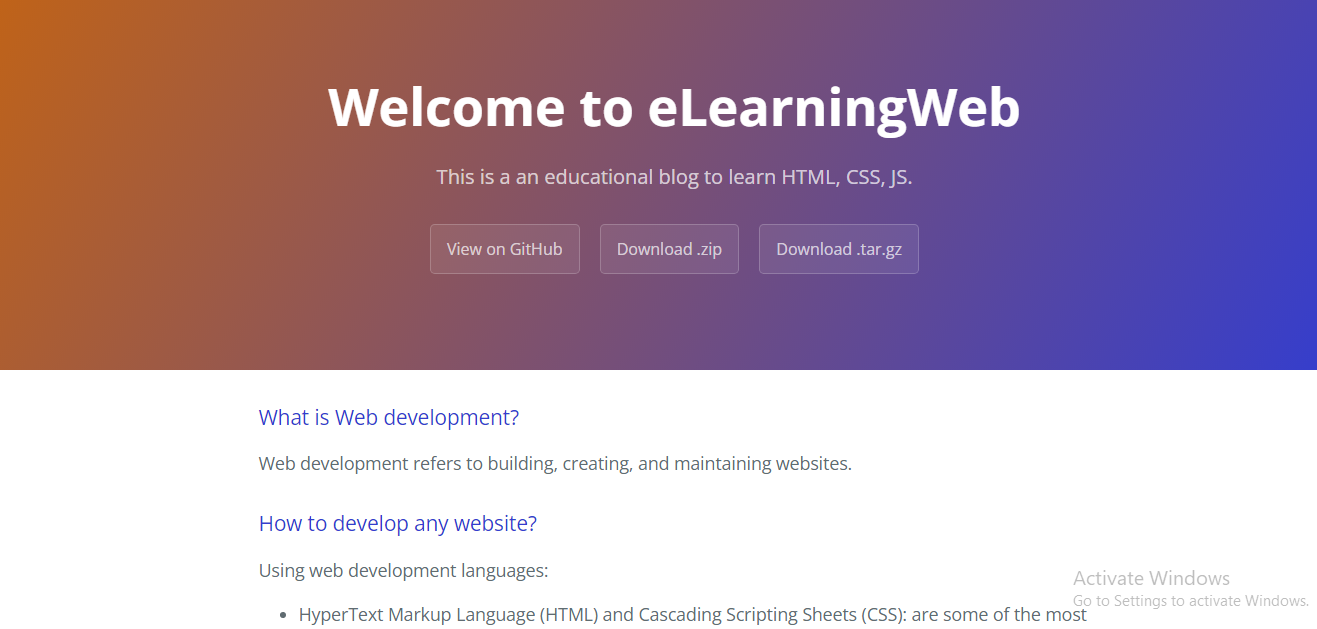 Welcome to eLearningWeb
This is a an educational blog to learn HTML, CSS, JS.
View on GitHub
Download .zip
Download .tar.gz
What is Web development?
Web development refers to building, creating, and maintaining websites.
How to develop any website?
Using web development languages:
• HyperText Markup Language (HTML) and Cascading Scripting Sheets (CSS): are some of the most
Activate Windows
Go to Settings to activate Windows.